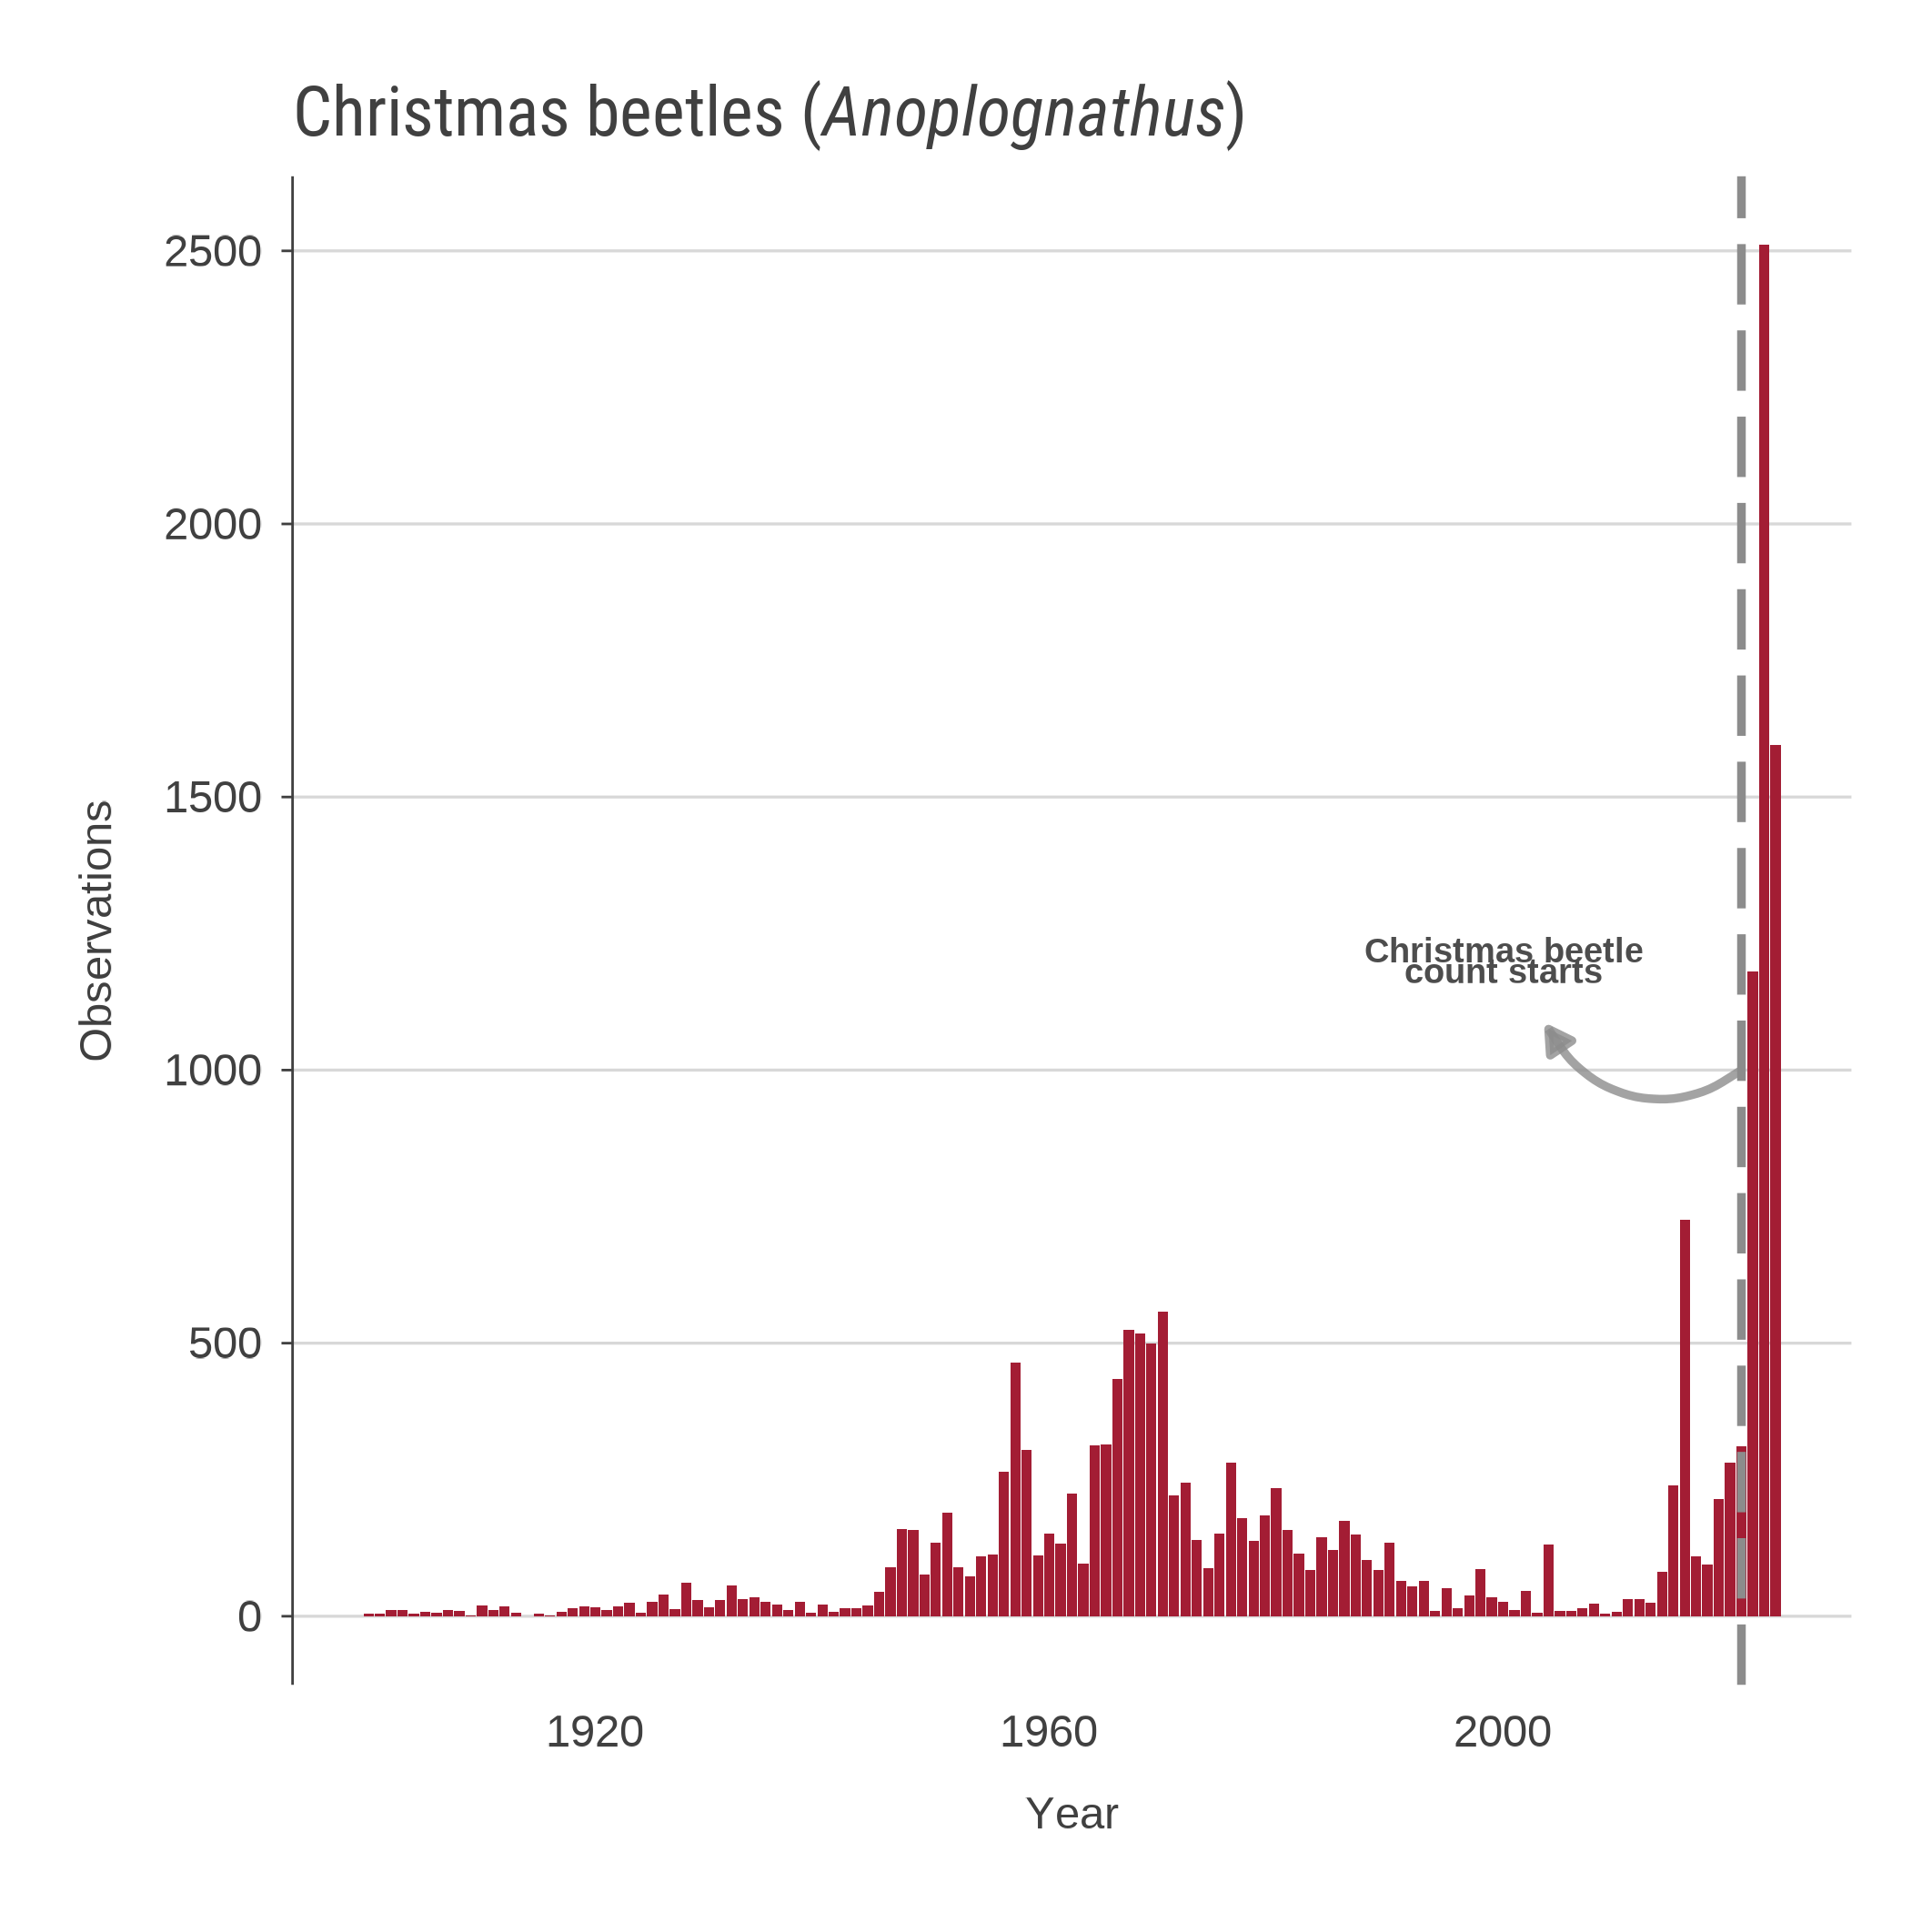 Christmas beetles (Anoplognathus)
2500
2000
1500
1000
500
0
Observations
Christmas beetle
count starts
1920
1960
2000
Year